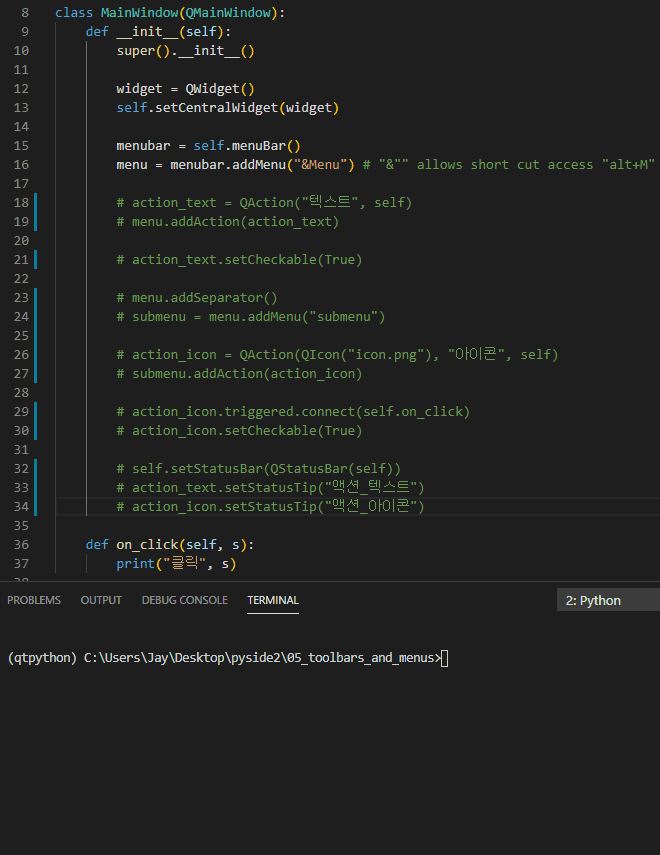 8 class MainWindow(QMainWindow):
9 def __init__(self):
10 super().__init__()
11
12 widget = QWidget()
13 self.setCentralWidget(widget)
14
15 menubar = self.menuBar()
16 menu = menubar.addMenu("&Menu") # "&"" allows short cut access "alt+M"
17
18 # action_text = QAction("텍스트", self)
19 # menu.addAction(action_text)
20
21 # action_text.setCheckable(True)
22
23 # menu.addSeparator()
24 # submenu = menu.addMenu("submenu")
25
26 # action_icon = QAction(QIcon("icon.png"), "아이콘", self)
27 # submenu.addAction(action_icon)
28
29 # action_icon.triggered.connect(self.on_click)
30 # action_icon.setCheckable(True)
31
32 # self.setStatusBar(QStatusBar(self))
33 # action_text.setStatusTip("액션_텍스트")
34 # action_icon.setStatusTip("액션_아이콘")
35
36 def on_click(self, s):
37 print("클릭", s)
38
PROBLEMS OUTPUT DEBUG CONSOLE TERMINAL 2: Python
(qtpython) C:\Users\Jay\Desktop\pyside2\05_toolbars_and_menus>